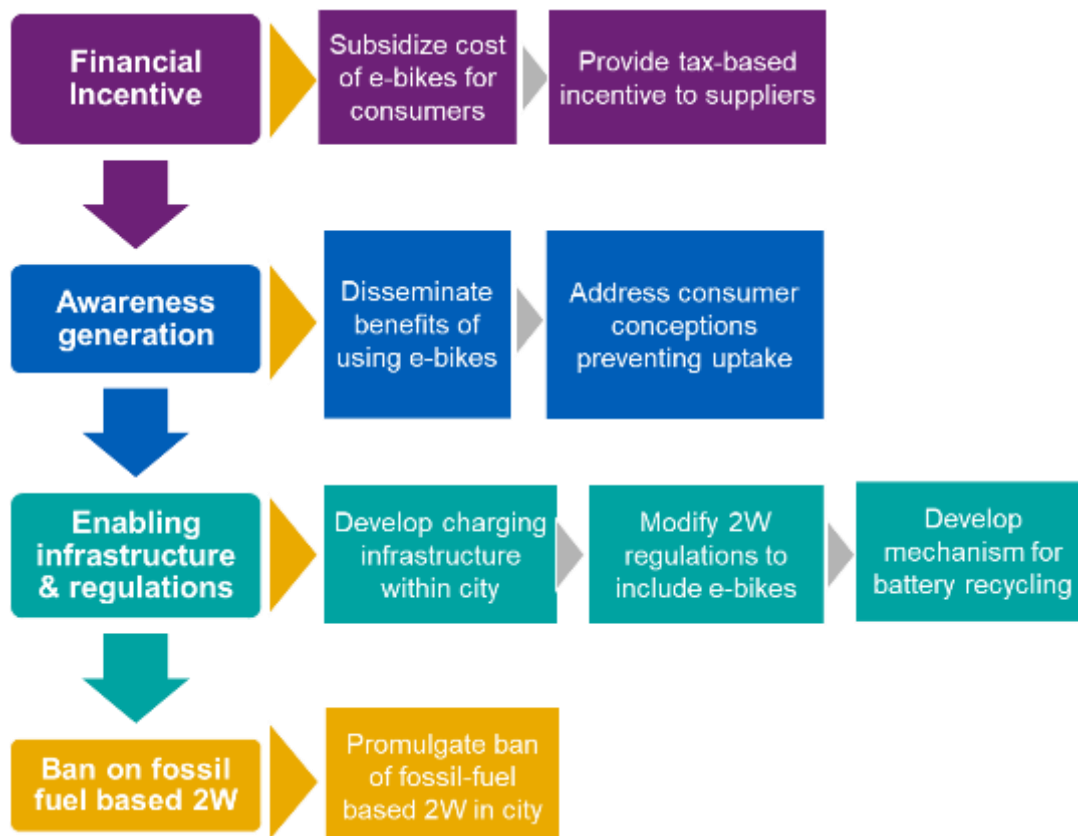 Financial
Incentive
Subsidize cost
of e-bikes for
consumers
Provide tax-based
incentive to suppliers
Awareness
generation
Disseminate
benefits of
using e-bikes
Address consumer
conceptions
preventing uptake
Enabling
infrastructure
& regulations
Develop charging
infrastructure
within city
Modify 2W
regulations to
include e-bikes
Develop
mechanism for
battery recycling
Ban on fossil
fuel based 2W
Promulgate ban
of fossil-fuel
based 2W in city